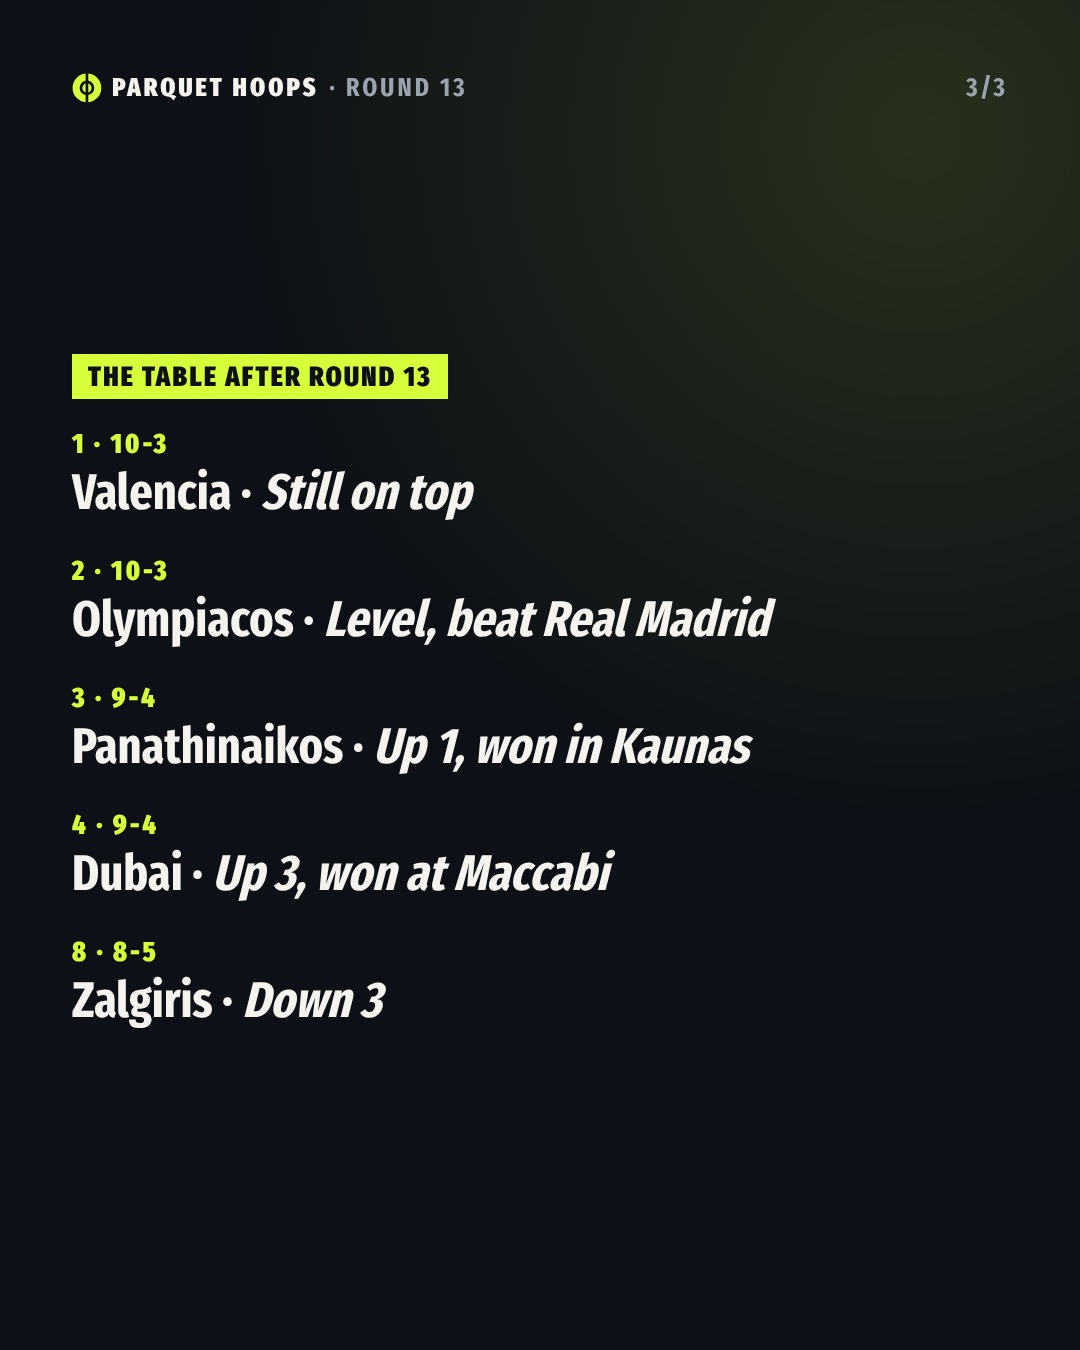 PARQUET HOOPS · ROUND 13
3/3
THE TABLE AFTER ROUND 13
1 · 10-3
Valencia · Still on top
2 · 10-3
Olympiacos · Level, beat Real Madrid
3 · 9-4
Panathinaikos · Up 1, won in Kaunas
4 · 9-4
Dubai · Up 3, won at Maccabi
8 · 8-5
Zalgiris · Down 3